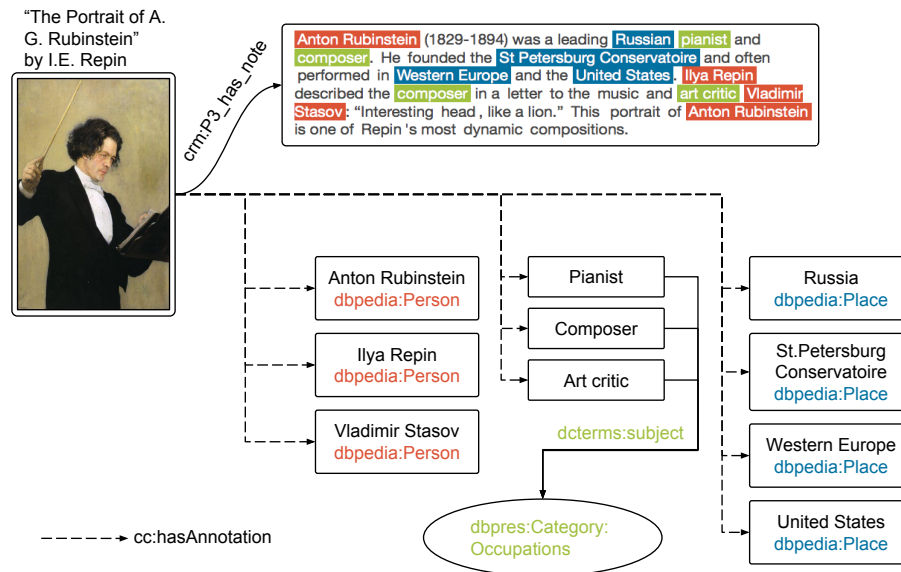 “The Portrait of A.
G. Rubinstein”
by I.E. Repin
crm:P3_has_note
Anton Rubinstein (1829-1894) was a leading Russian pianist and
composer. He founded the St Petersburg Conservatoire and often
performed in Western Europe and the United States. Ilya Repin
described the composer in a letter to the music and art critic Vladimir
Stasov: “Interesting head, like a lion.” This portrait of Anton Rubinstein
is one of Repin's most dynamic compositions.
Anton Rubinstein
dbpedia:Person
Ilya Repin
dbpedia:Person
Vladimir Stasov
dbpedia:Person
Pianist
Composer
Art critic
dcterms:subject
dbpres:Category:
Occupations
Russia
dbpedia:Place
St.Petersburg
Conservatoire
dbpedia:Place
Western Europe
dbpedia:Place
United States
dbpedia:Place
cc:hasAnnotation